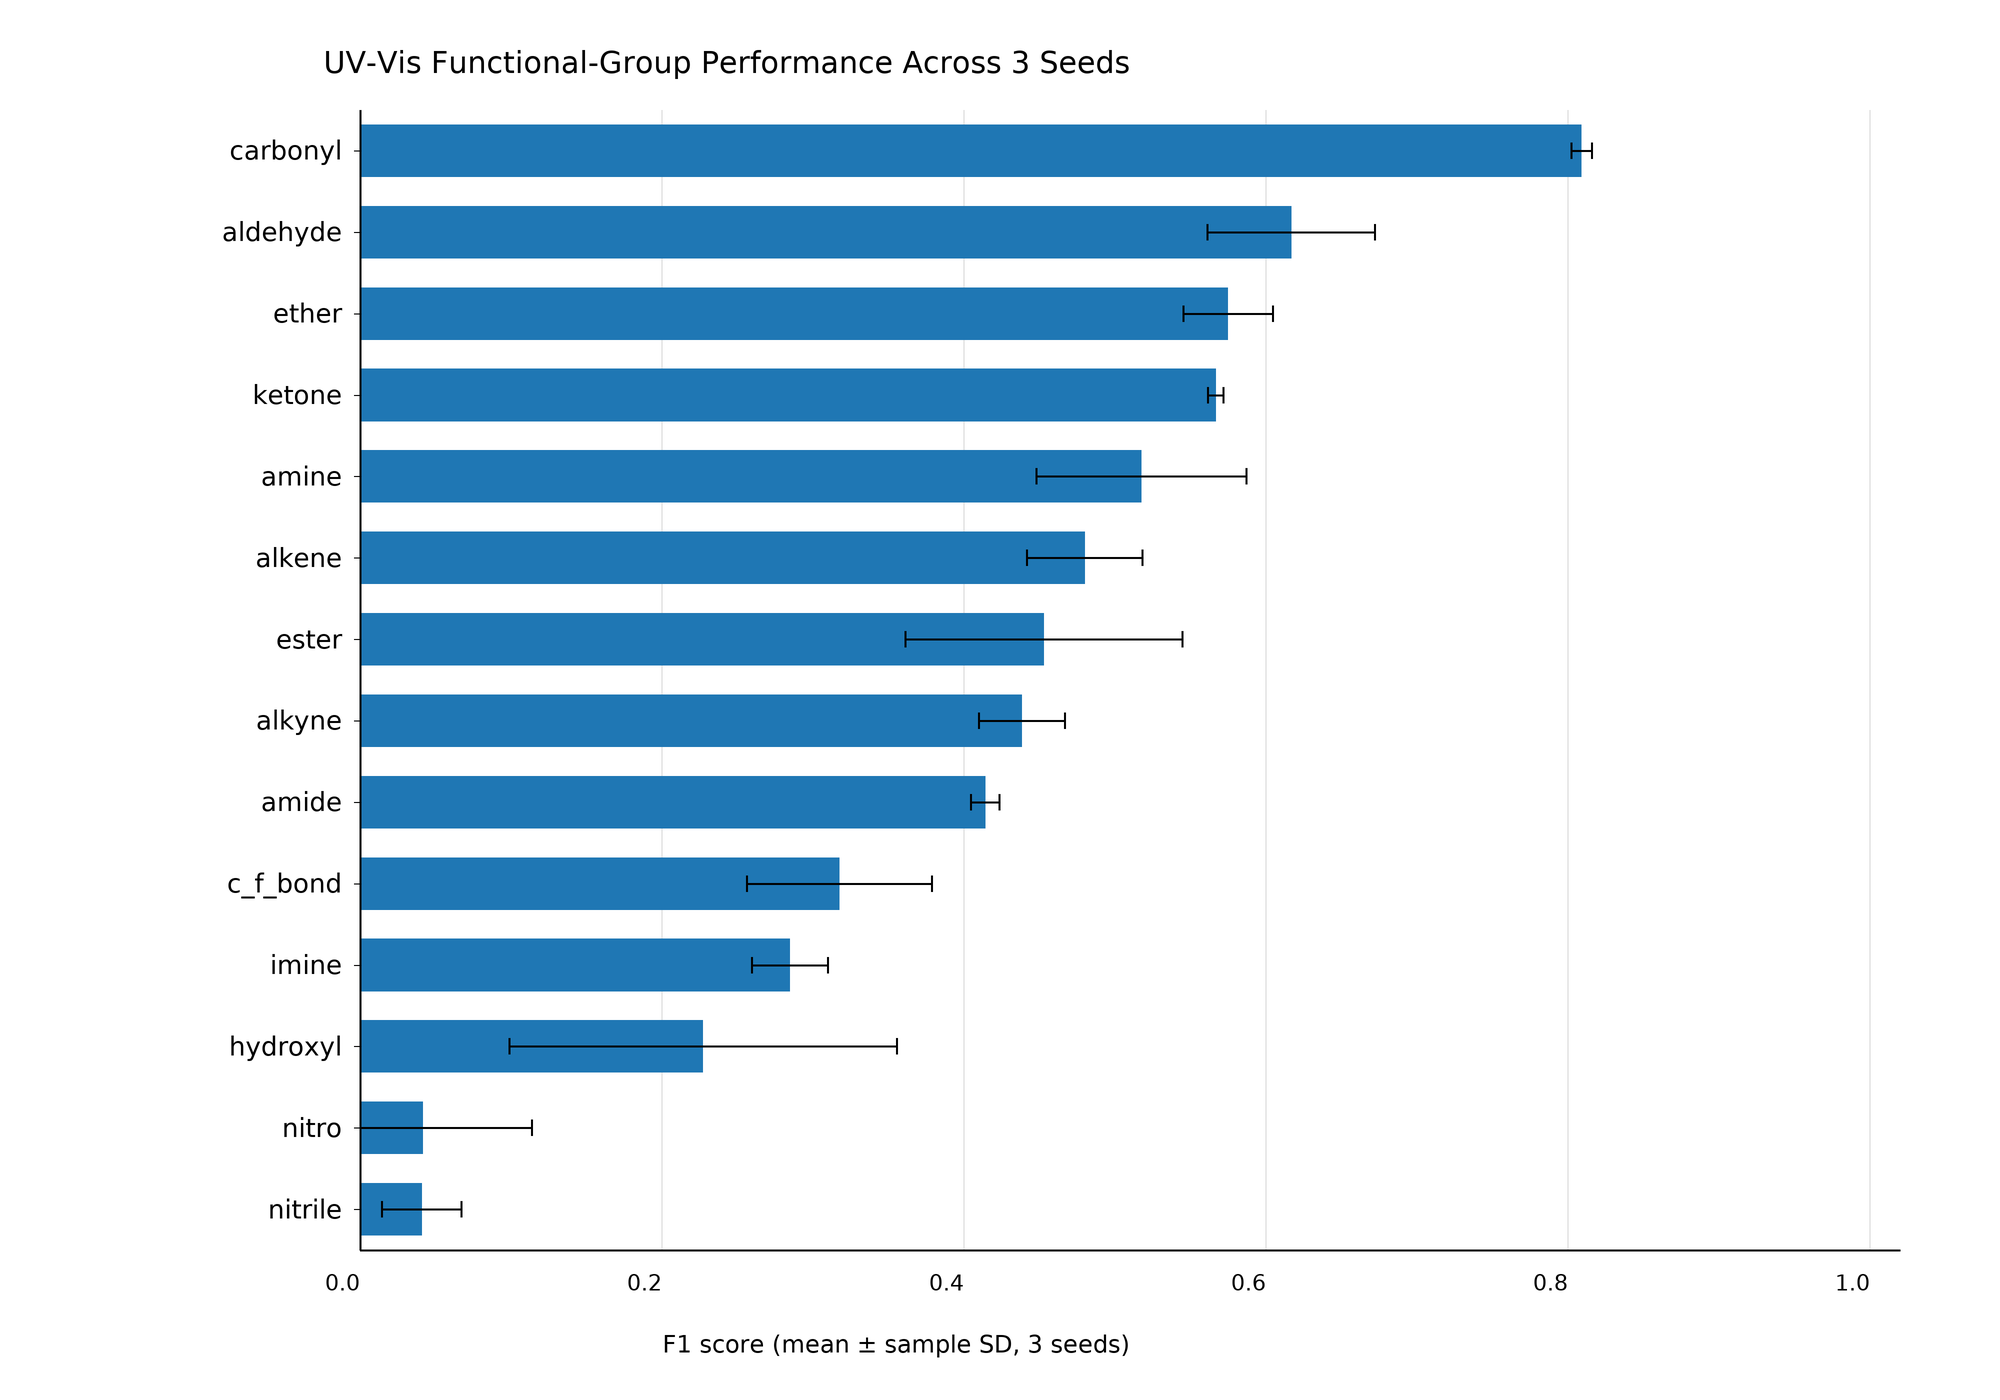 UV-Vis Functional-Group Performance Across 3 Seeds
carbonyl
aldehyde
ether
ketone
amine
alkene
ester
alkyne
amide
c_f_bond
imine
hydroxyl
nitro
nitrile
0.0 0.2 0.4 0.6 0.8 1.0
F1 score (mean ± sample SD, 3 seeds)